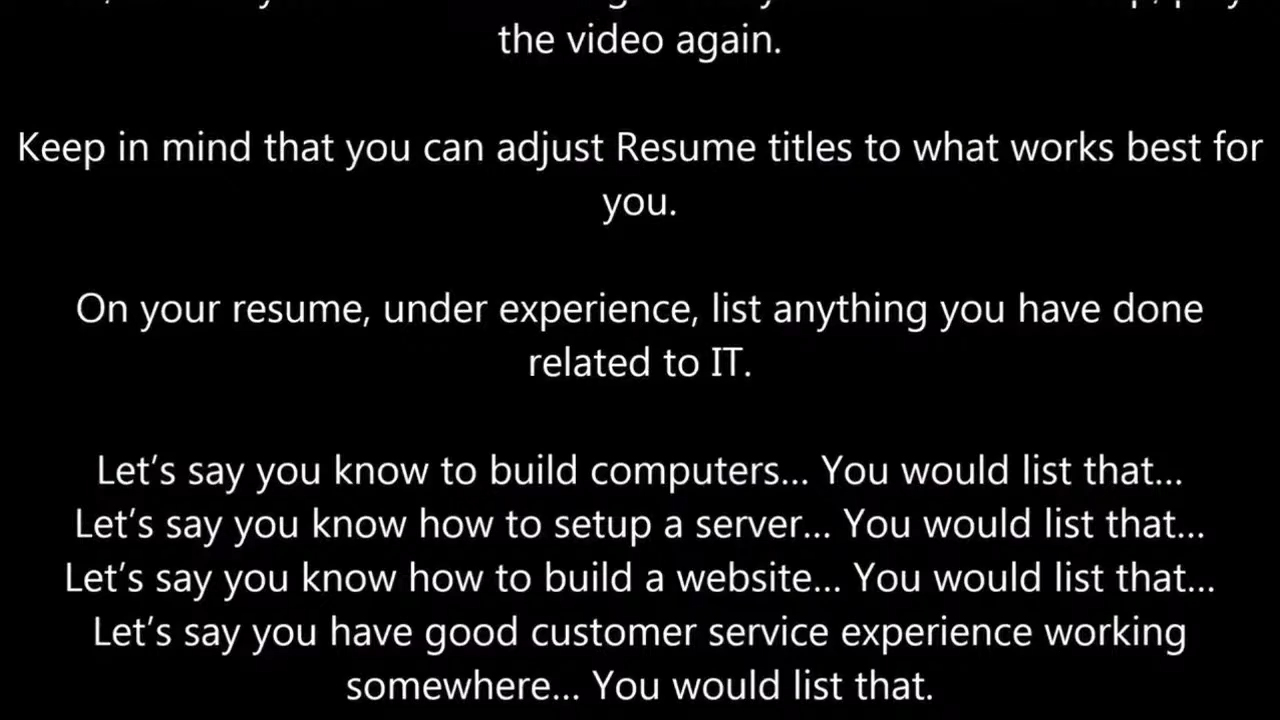 the video again.
Keep in mind that you can adjust Resume titles to what works best for
you.
On your resume, under experience, list anything you have done
related to IT.
Let’s say you know to build computers... You would list that...
Let’s say you know how to setup a server... You would list that...
Let’s say you know how to build a website... You would list that...
Let’s say you have good customer service experience working
somewhere... You would list that.